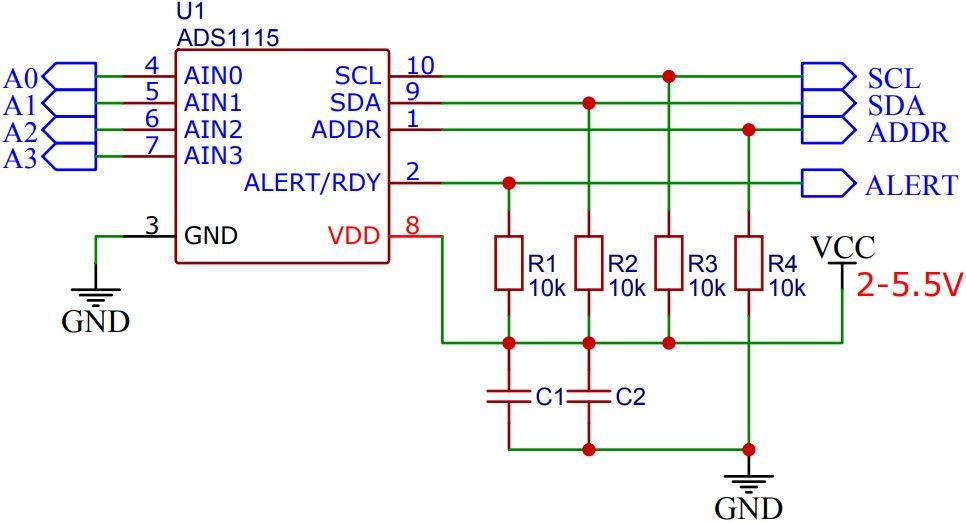 U1
ADS1115
A0 4 AIN0 SCL 10 SCL
A1 5 AIN1 SDA 9 SDA
A2 6 AIN2 ADDR 1 ADDR
A3 7 AIN3
ALERT/RDY 2 ALERT
3 GND VDD 8
VCC
2-5.5V
R1 R2 R3 R4
10k 10k 10k 10k
GND
C1 C2
GND